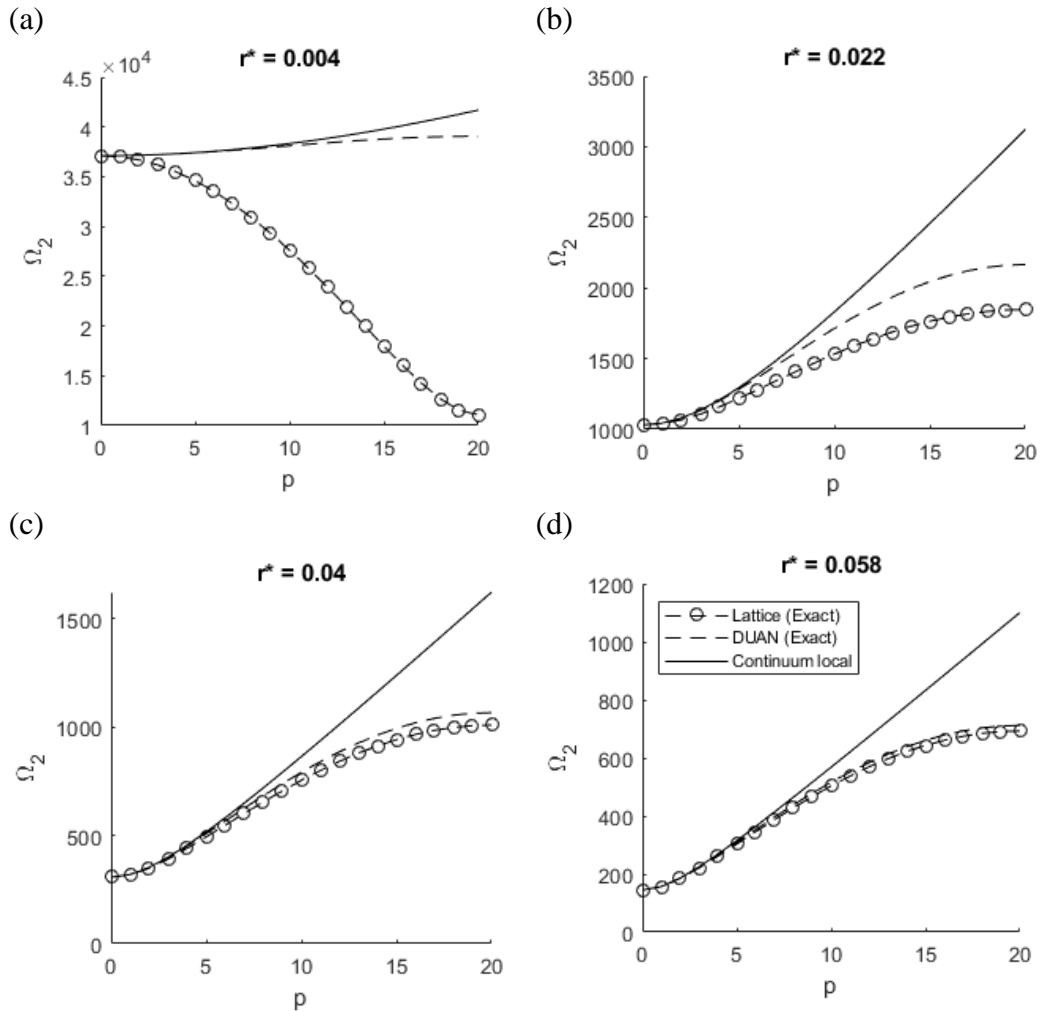 (a)
r* = 0.004
×10⁴
4.5
4
3.5
3
2.5
2
1.5
1
0 5 10 15 20
Ω₂
p
(b)
r* = 0.022
3500
3000
2500
2000
1500
1000
0 5 10 15 20
Ω₂
p
(c)
r* = 0.04
1500
1000
500
0
0 5 10 15 20
Ω₂
p
(d)
r* = 0.058
1200
1000
800
600
400
200
0
0 5 10 15 20
Ω₂
p
Lattice (Exact)
DUAN (Exact)
Continuum local